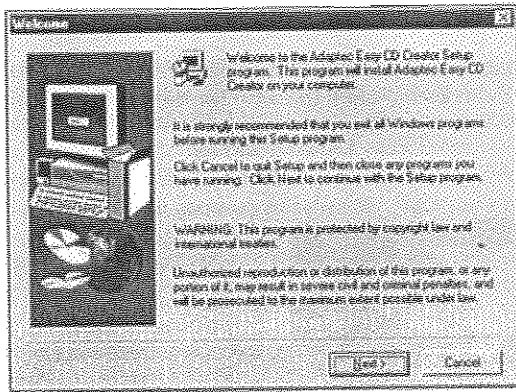 Welcome
Welcome to the Adaptec Easy CD Creator Setup
program. This program will install Adaptec Easy CD
Creator on your computer.
It is strongly recommended that you exit all Windows programs
before running this Setup program.
Click Cancel to quit Setup and then close any programs you
have running. Click Next to continue with the Setup program.
WARNING: This program is protected by copyright law and
international treaties.
Unauthorized reproduction or distribution of this program, or any
portion of it, may result in severe civil and criminal penalties, and
will be prosecuted to the maximum extent possible under law.
Next >
Cancel